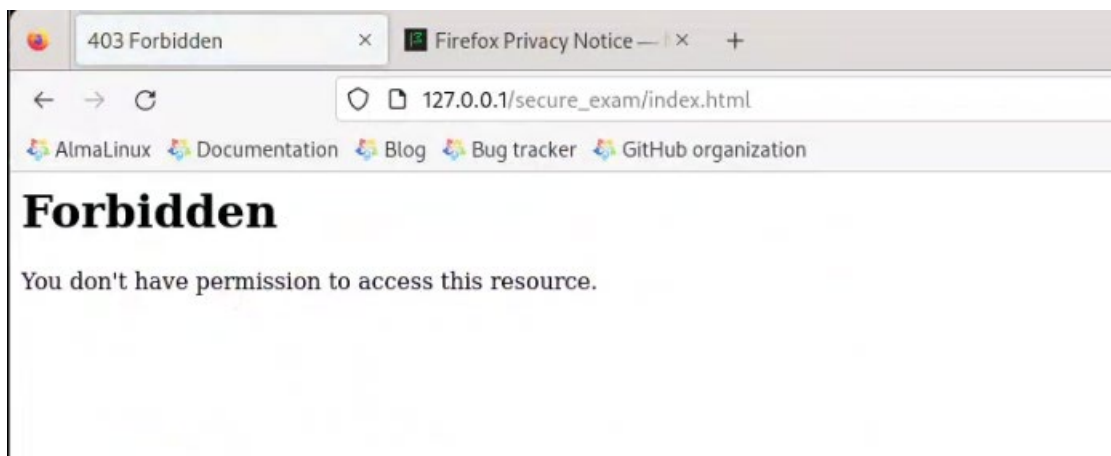 403 Forbidden
Firefox Privacy Notice —
127.0.0.1/secure_exam/index.html
AlmaLinux Documentation Blog Bug tracker GitHub organization
Forbidden
You don't have permission to access this resource.